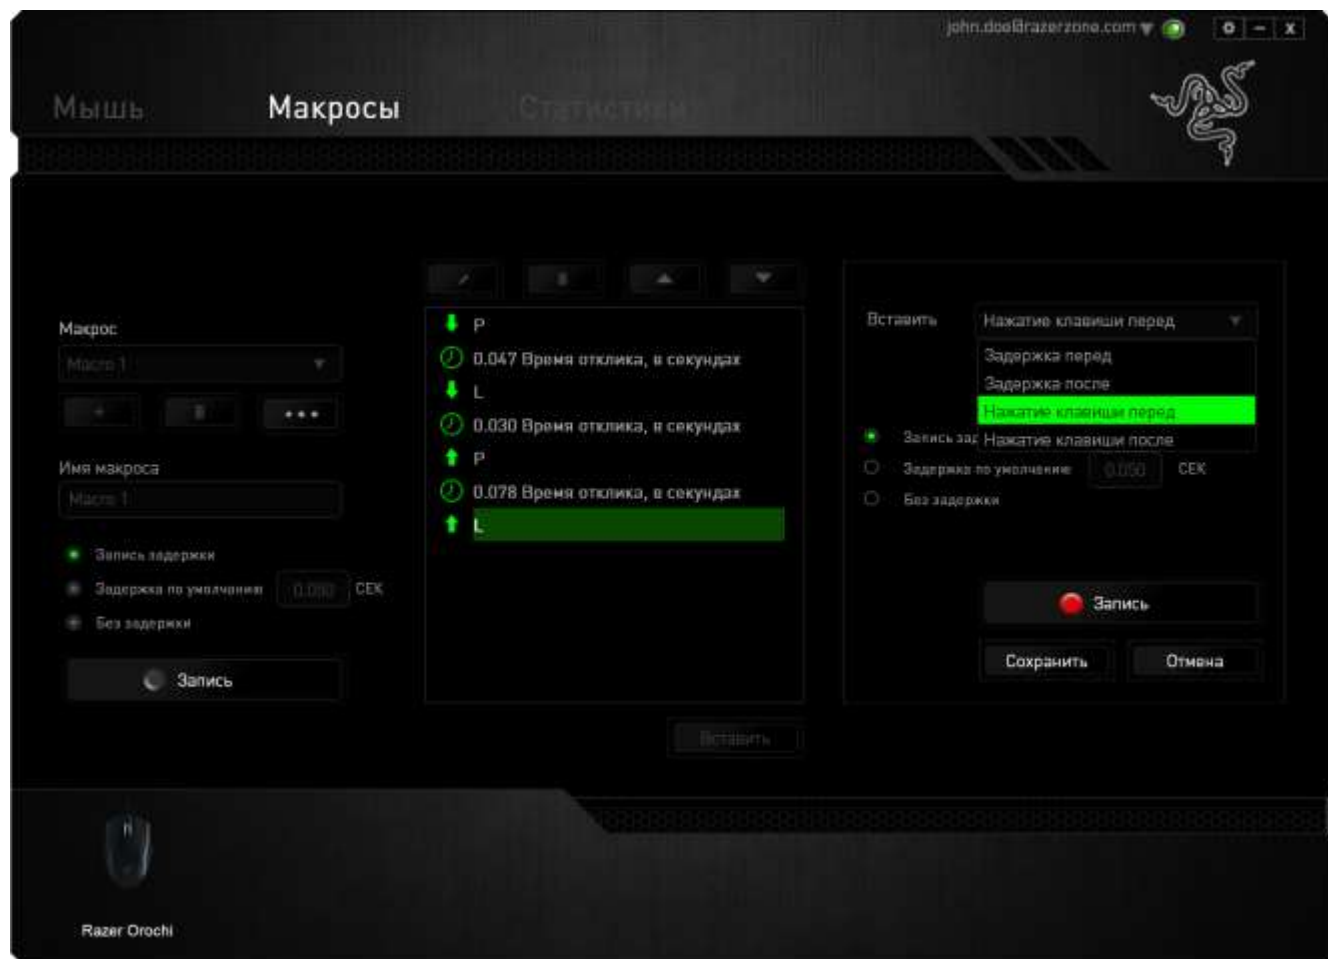 john.doe@razerzone.com
Мышь
Макросы
Статистики
Макрос
Macro 1
Имя макроса
Macro 1
Запись задержки
Задержка по умолчанию
СЕК
Без задержки
Запись
P
0.047 Время отклика, в секундах
L
0.030 Время отклика, в секундах
P
0.078 Время отклика, в секундах
L
Вставить
Вставить
Нажатие клавиши перед
Задержка перед
Задержка после
Нажатие клавиши перед
Нажатие клавиши после
Запись
Задержка по умолчанию
СЕК
Без задержки
Запись
Сохранить
Отмена
Razer Orochi